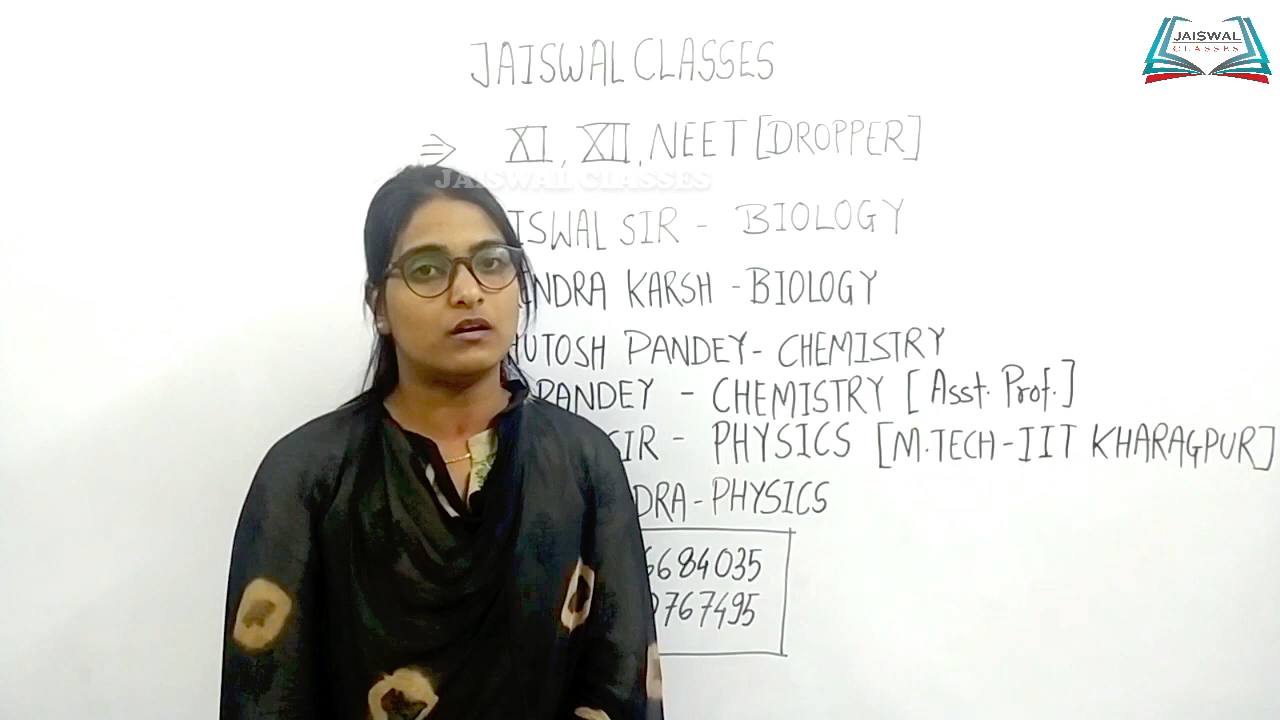 JAISWAL CLASSES
JAISWAL
CLASSES
⇒ XI, XII, NEET [DROPPER]
JAISWAL CLASSES
ISWAL SIR - BIOLOGY
NDRA KARSH - BIOLOGY
UTOSH PANDEY - CHEMISTRY
PANDEY - CHEMISTRY [Asst. Prof.]
SIR - PHYSICS [M.TECH-IIT KHARAGPUR]
DRA - PHYSICS
6684035
767495